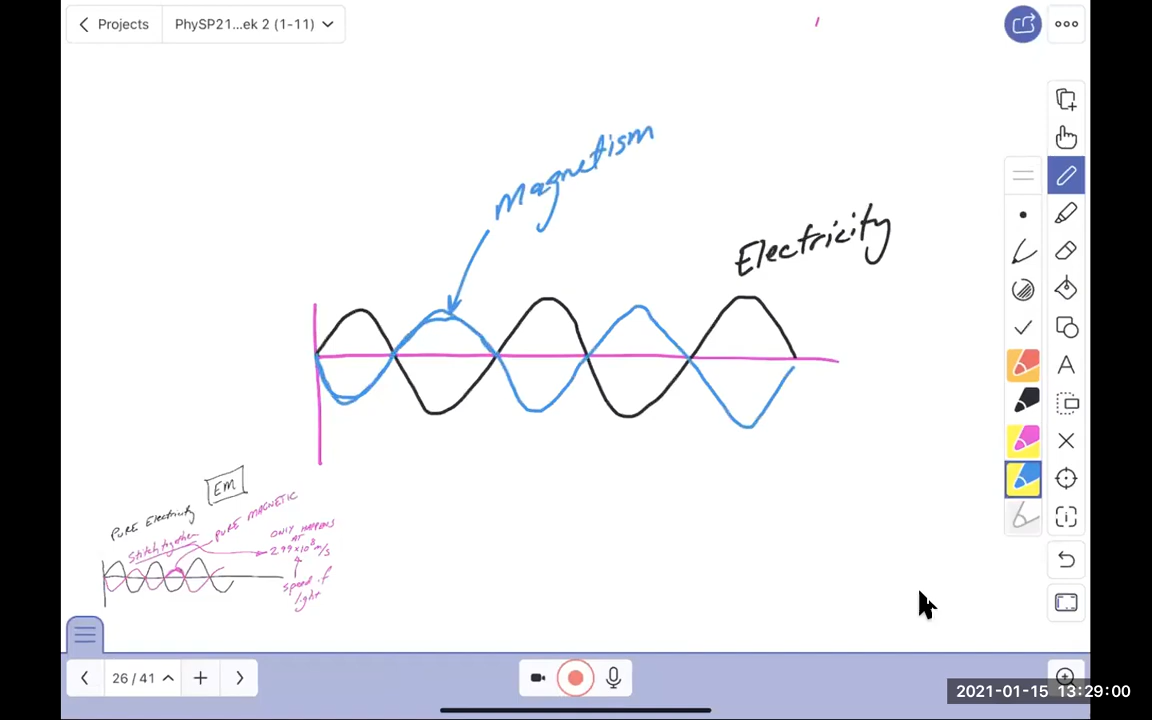 Projects
PhySP21...ek 2 (1-11)
magnetism
Electricity
EM
PURE Electricity
PURE MAGNETIC
Stitch together
ONLY HAPPENS
AT
2.99x10^8 m/s
speed of
light
A
26/41
2021-01-15 13:29:00